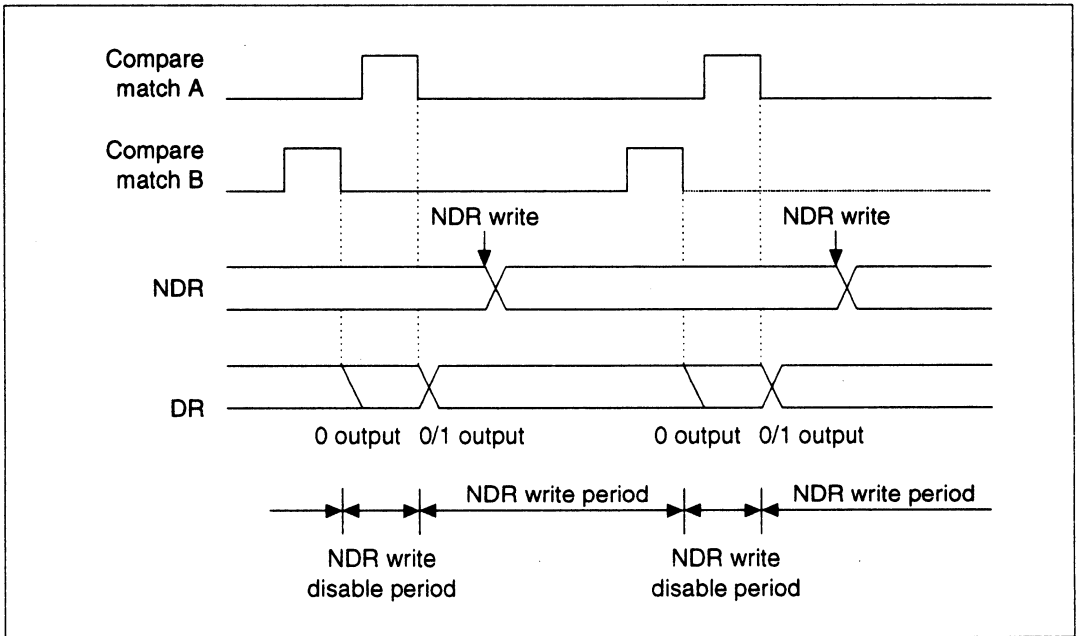 Compare
match A
Compare
match B
NDR write
NDR write
NDR
DR
0 output 0/1 output
0 output 0/1 output
NDR write period
NDR write period
NDR write
disable period
NDR write
disable period